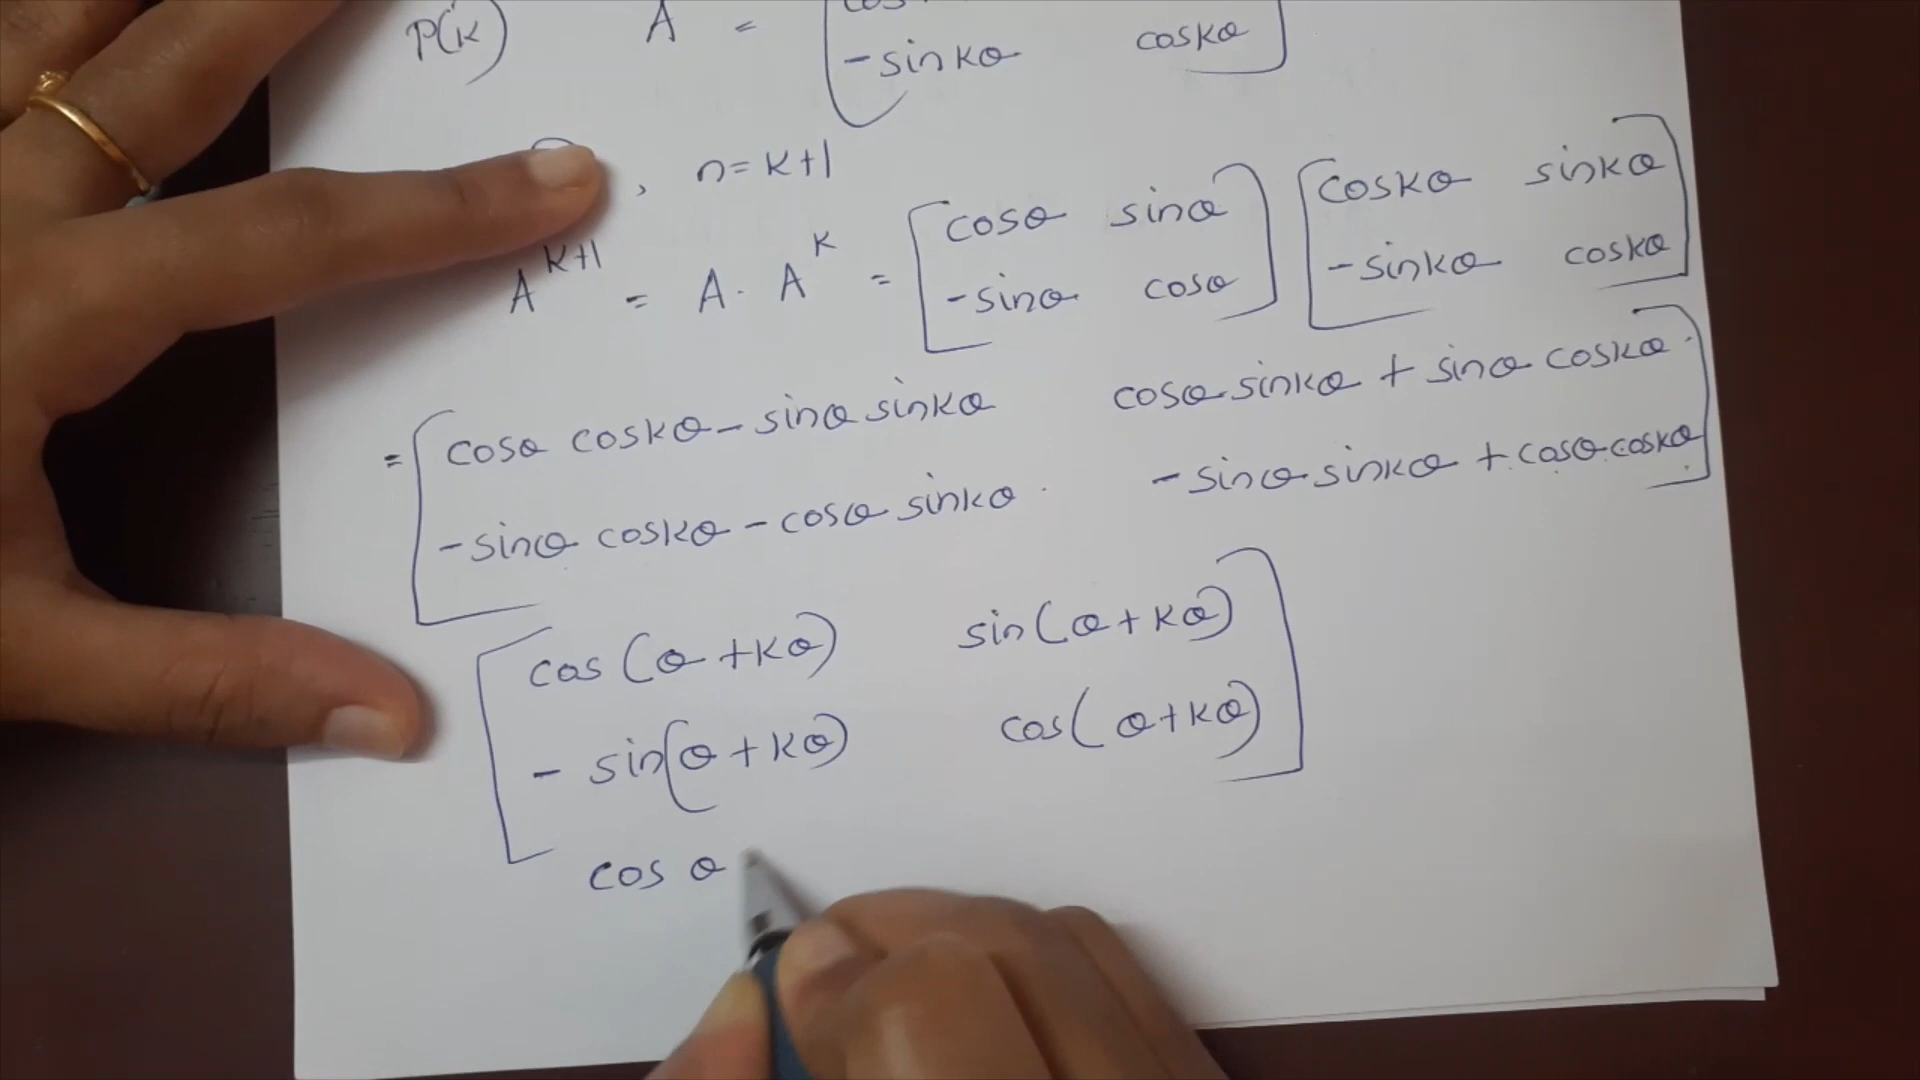 P(k) A =
-sinkθ coskθ
, n=k+1
A^{k+1} = A. A^k = [cosθ sinθ] [coskθ sinkθ]
[-sinθ cosθ] [-sinkθ coskθ]
= [cosθ coskθ - sinθ sinkθ cosθ sinkθ + sinθ coskθ]
[-sinθ coskθ - cosθ sinkθ -sinθ sinkθ + cosθ coskθ]
[cos(θ+kθ) sin(θ+kθ)]
[- sin(θ+kθ) cos(θ+kθ)]
cos θ